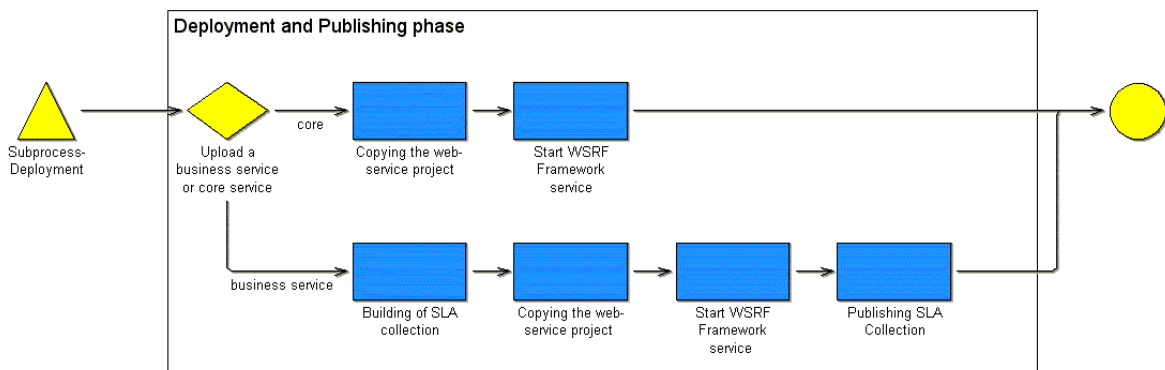 Deployment and Publishing phase
Subprocess-
Deployment
Upload a
business service
or core service
core
Copying the web-
service project
Start WSRF
Framework
service
business service
Building of SLA
collection
Copying the web-
service project
Start WSRF
Framework
service
Publishing SLA
Collection